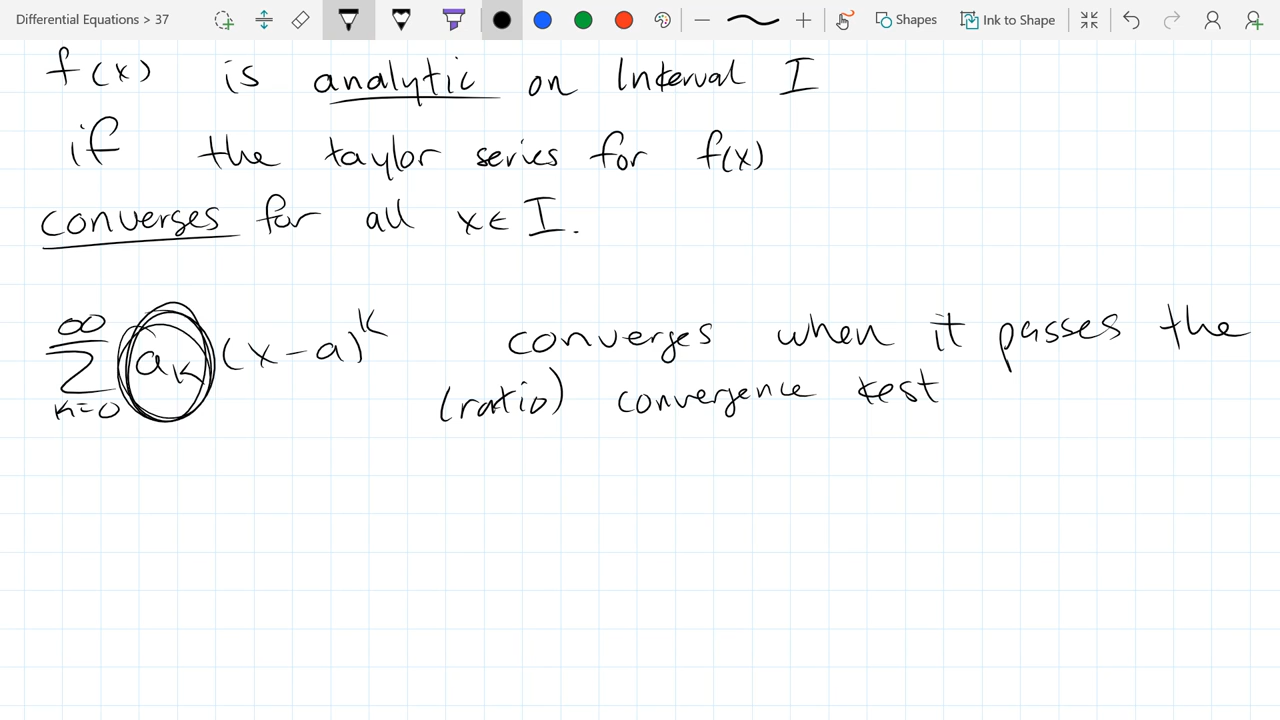 Differential Equations > 37 Shapes Ink to Shape
f(x) is analytic on Interval I
if the taylor series for f(x)
converges for all x ∈ I.
∞
∑ aₖ (x-a)ᵏ converges when it passes the
k=0 (ratio) convergence test